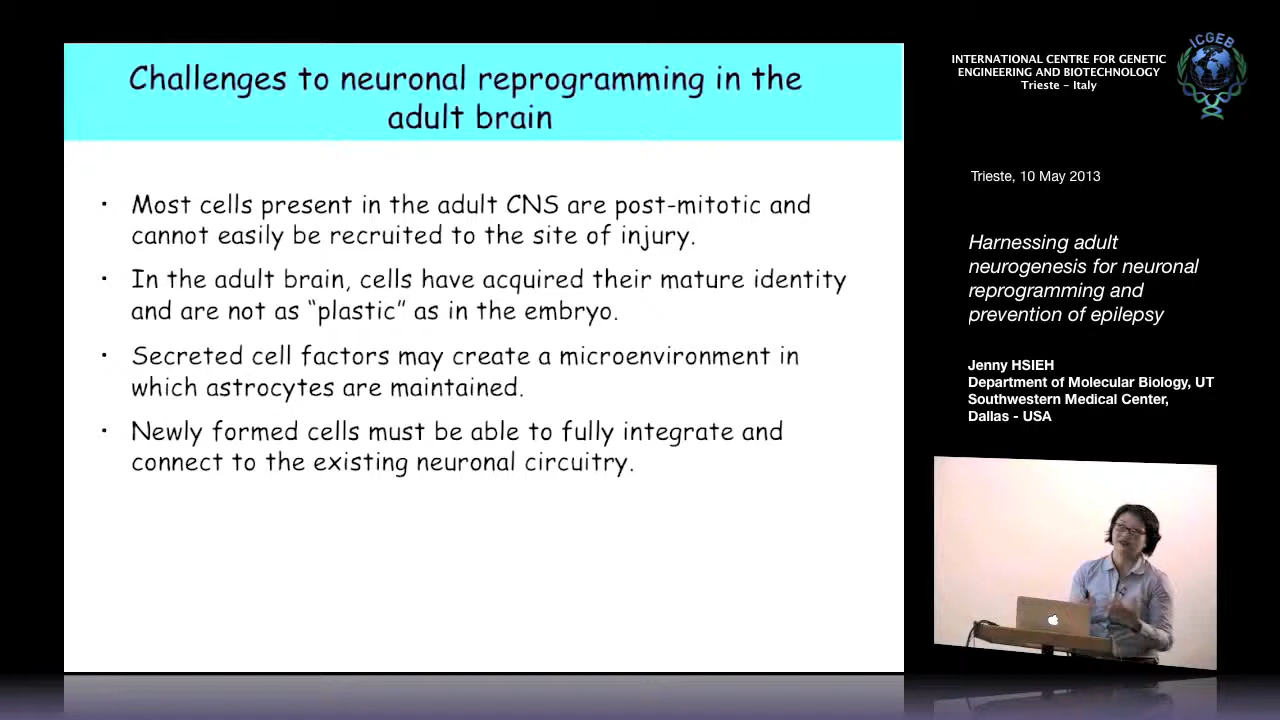 Challenges to neuronal reprogramming in the
adult brain
• Most cells present in the adult CNS are post-mitotic and
cannot easily be recruited to the site of injury.
• In the adult brain, cells have acquired their mature identity
and are not as “plastic” as in the embryo.
• Secreted cell factors may create a microenvironment in
which astrocytes are maintained.
• Newly formed cells must be able to fully integrate and
connect to the existing neuronal circuitry.
INTERNATIONAL CENTRE FOR GENETIC
ENGINEERING AND BIOTECHNOLOGY
Trieste - Italy
ICGEB
Trieste, 10 May 2013
Harnessing adult
neurogenesis for neuronal
reprogramming and
prevention of epilepsy
Jenny HSIEH
Department of Molecular Biology, UT
Southwestern Medical Center,
Dallas - USA